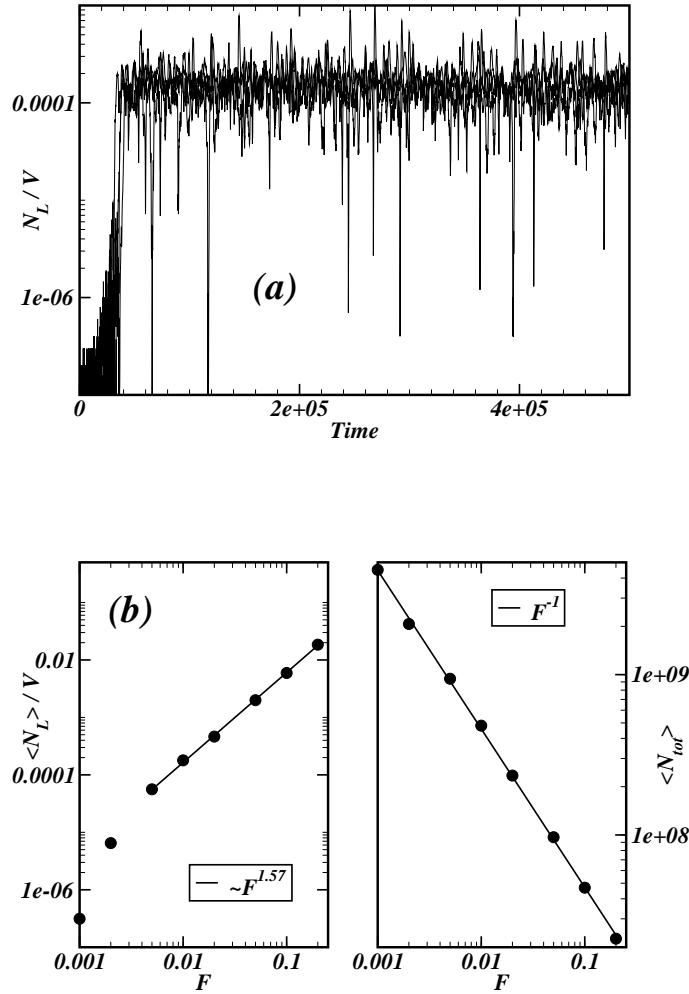 0.0001
N_L / V
1e-06
(a)
0
2e+05
4e+05
Time
(b)
0.01
<N_L> / V
0.0001
1e-06
~F^1.57
0.001
0.01
0.1
F
F^-1
1e+09
<N_tot>
1e+08
0.001
0.01
0.1
F